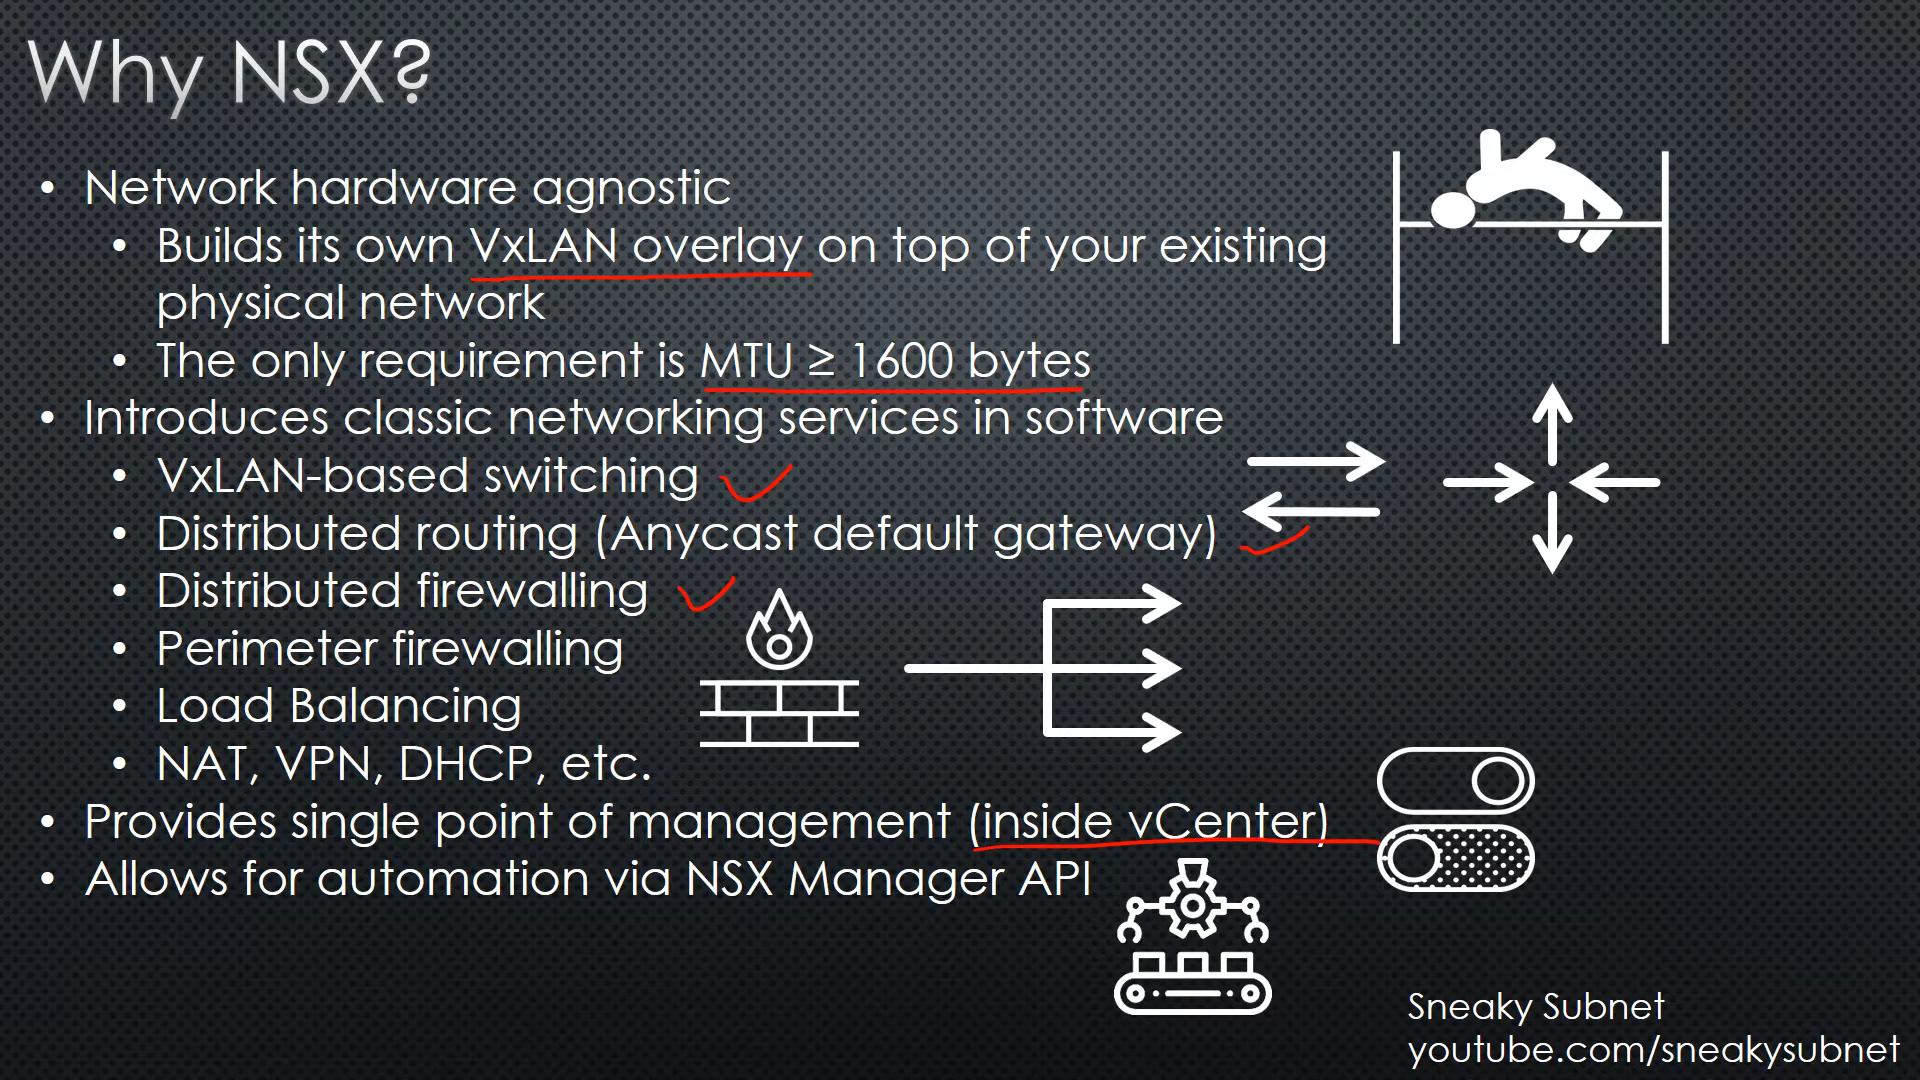 Why NSX?
• Network hardware agnostic
• Builds its own VxLAN overlay on top of your existing
physical network
• The only requirement is MTU ≥ 1600 bytes
• Introduces classic networking services in software
• VxLAN-based switching
• Distributed routing (Anycast default gateway)
• Distributed firewalling
• Perimeter firewalling
• Load Balancing
• NAT, VPN, DHCP, etc.
• Provides single point of management (inside vCenter)
• Allows for automation via NSX Manager API
Sneaky Subnet
youtube.com/sneakysubnet